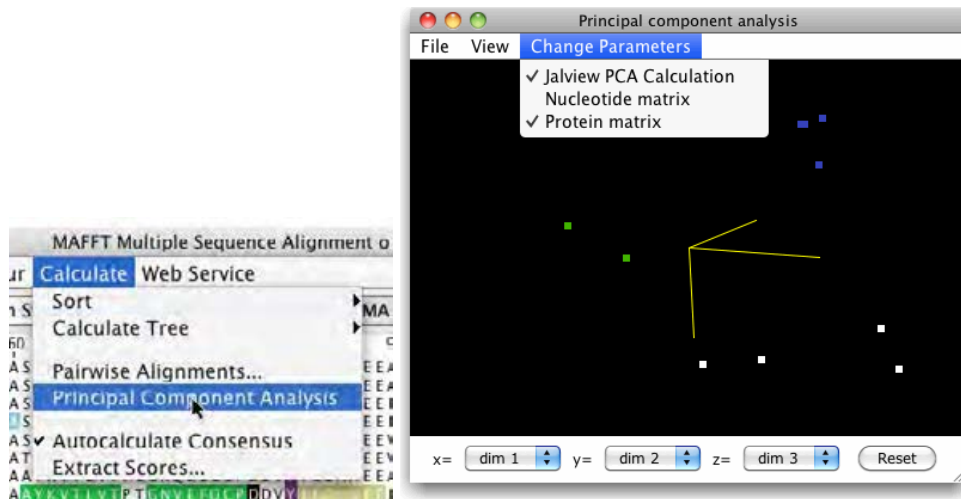 Principal component analysis
File View Change Parameters
✓ Jalview PCA Calculation
Nucleotide matrix
✓ Protein matrix
x= dim 1 y= dim 2 z= dim 3 Reset
MAFFT Multiple Sequence Alignment o
ur Calculate Web Service
Sort
Calculate Tree
Pairwise Alignments...
Principal Component Analysis
✓ Autocalculate Consensus
Extract Scores...